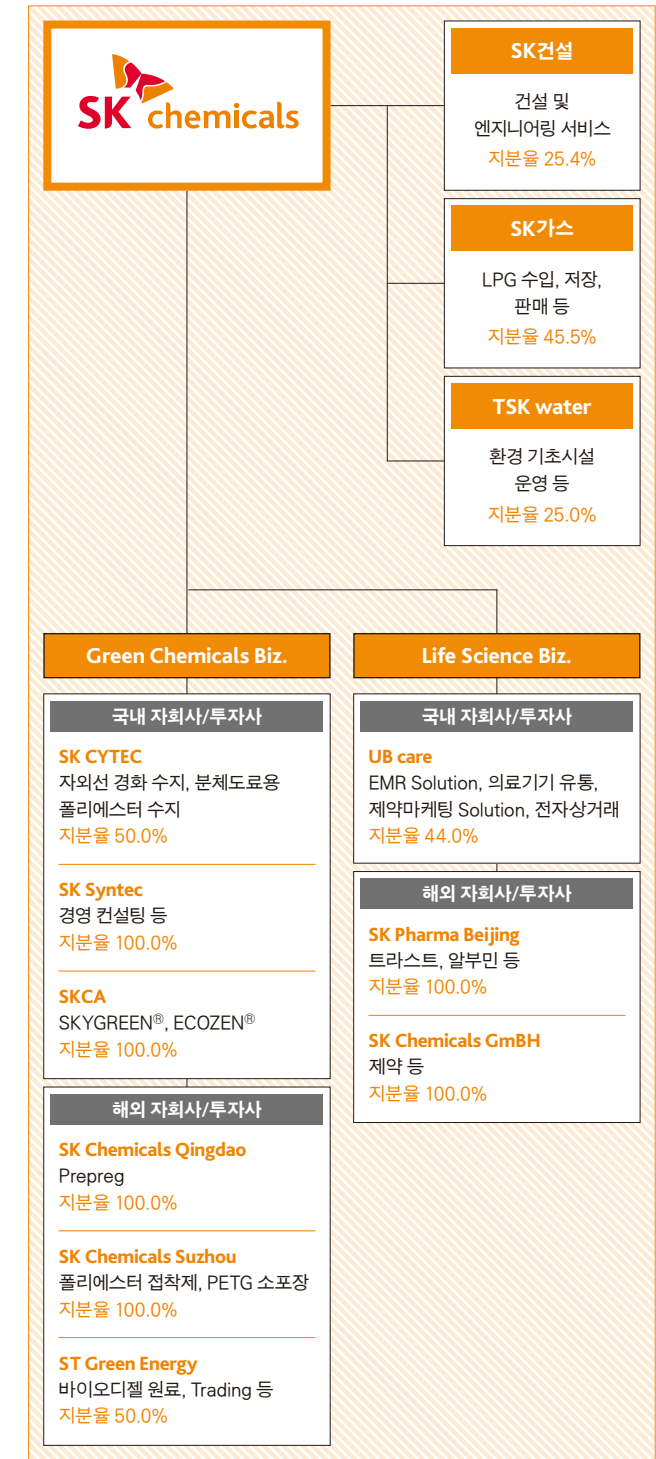 SK chemicals
SK건설
건설 및
엔지니어링 서비스
지분율 25.4%
SK가스
LPG 수입, 저장,
판매 등
지분율 45.5%
TSK water
환경 기초시설
운영 등
지분율 25.0%
Green Chemicals Biz.
국내 자회사/투자사
SK CYTEC
자외선 경화 수지, 분체도료용
폴리에스터 수지
지분율 50.0%
SK Syntec
경영 컨설팅 등
지분율 100.0%
SKCA
SKYGREEN®, ECOZEN®
지분율 100.0%
해외 자회사/투자사
SK Chemicals Qingdao
Prepreg
지분율 100.0%
SK Chemicals Suzhou
폴리에스터 접착제, PETG 소포장
지분율 100.0%
ST Green Energy
바이오디젤 원료, Trading 등
지분율 50.0%
Life Science Biz.
국내 자회사/투자사
UB care
EMR Solution, 의료기기 유통,
제약마케팅 Solution, 전자상거래
지분율 44.0%
해외 자회사/투자사
SK Pharma Beijing
트라스트, 알부민 등
지분율 100.0%
SK Chemicals GmBH
제약 등
지분율 100.0%